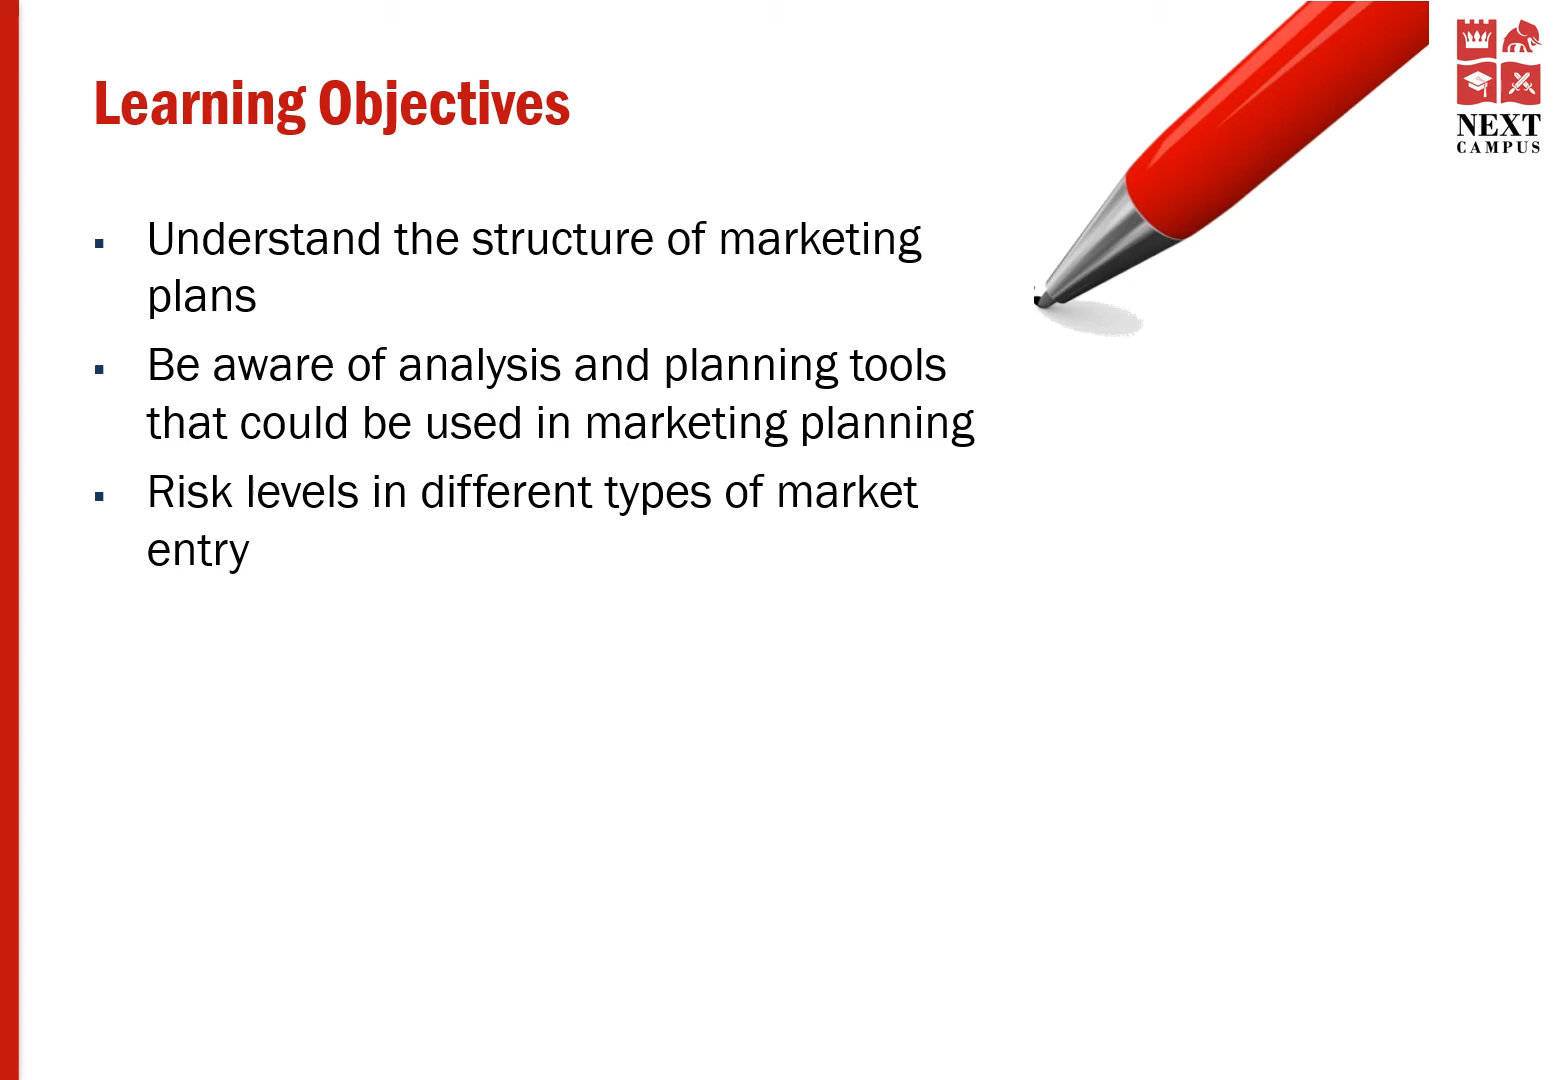 Learning Objectives
NEXT
CAMPUS
▪ Understand the structure of marketing
plans
▪ Be aware of analysis and planning tools
that could be used in marketing planning
▪ Risk levels in different types of market
entry